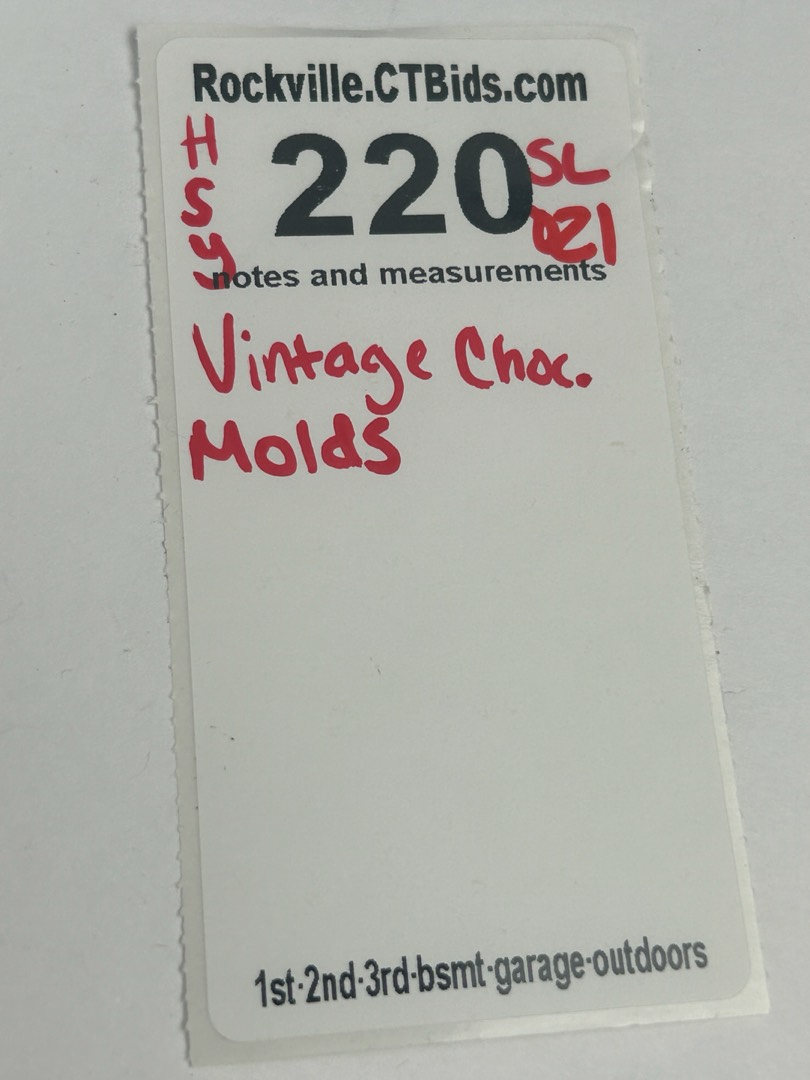 Rockville.CTBids.com
H
S
y
220
SL
021
notes and measurements
Vintage Choc.
Molds
1st·2nd·3rd·bsmt·garage·outdoors